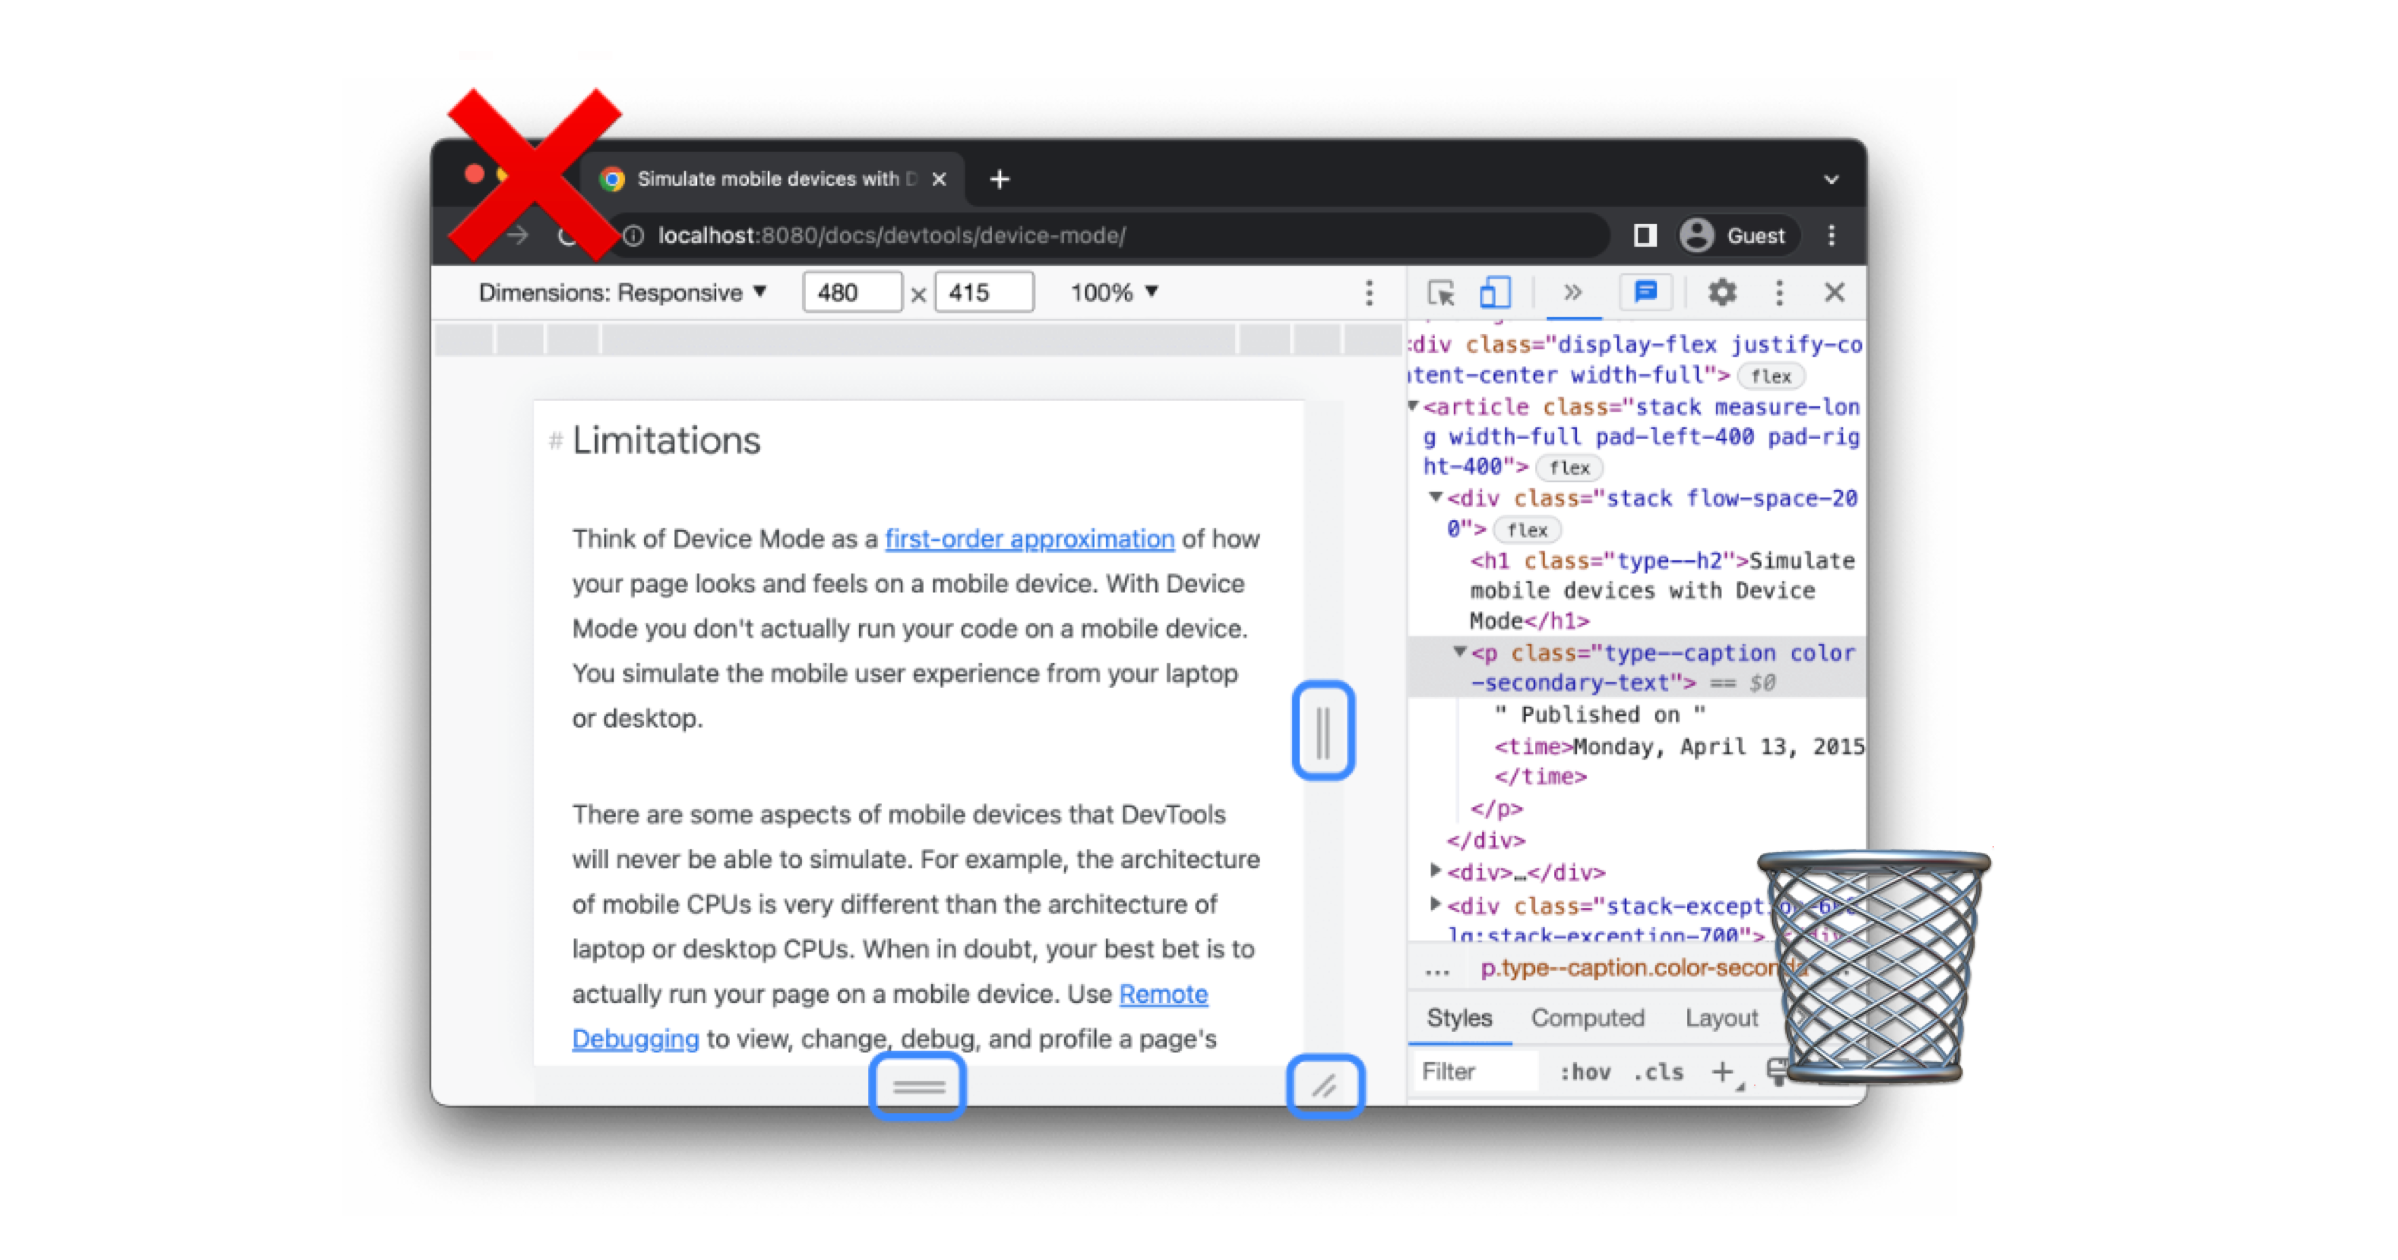 Simulate mobile devices with D
localhost:8080/docs/devtools/device-mode/
Guest
Dimensions: Responsive ▼ 480 × 415 100% ▼
# Limitations
Think of Device Mode as a first-order approximation of how
your page looks and feels on a mobile device. With Device
Mode you don't actually run your code on a mobile device.
You simulate the mobile user experience from your laptop
or desktop.
There are some aspects of mobile devices that DevTools
will never be able to simulate. For example, the architecture
of mobile CPUs is very different than the architecture of
laptop or desktop CPUs. When in doubt, your best bet is to
actually run your page on a mobile device. Use Remote
Debugging to view, change, debug, and profile a page's
div class="display-flex justify-co
ntent-center width-full"> flex
<article class="stack measure-lon
g width-full pad-left-400 pad-rig
ht-400"> flex
<div class="stack flow-space-20
0"> flex
<h1 class="type--h2">Simulate
mobile devices with Device
Mode</h1>
<p class="type--caption color
-secondary-text"> == $0
" Published on "
<time>Monday, April 13, 2015
</time>
</p>
</div>
<div>…</div>
<div class="stack-except
lg:stack-exception-700">
... p.type--caption.color-seconda
Styles Computed Layout
Filter :hov .cls +